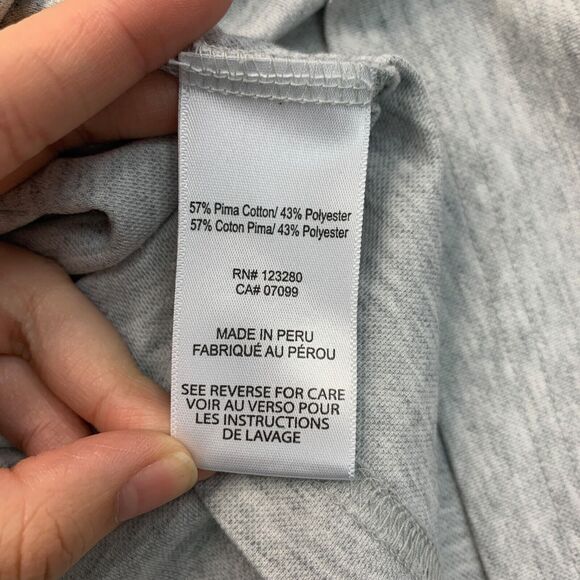 57% Pima Cotton/ 43% Polyester
57% Coton Pima/ 43% Polyester
RN# 123280
CA# 07099
MADE IN PERU
FABRIQUÉ AU PÉROU
SEE REVERSE FOR CARE
VOIR AU VERSO POUR
LES INSTRUCTIONS
DE LAVAGE